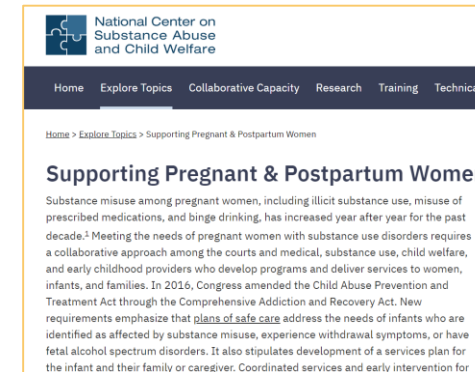 National Center on
Substance Abuse
and Child Welfare
Home Explore Topics Collaborative Capacity Research Training Technica
Home > Explore Topics > Supporting Pregnant & Postpartum Women
Supporting Pregnant & Postpartum Wome
Substance misuse among pregnant women, including illicit substance use, misuse of
prescribed medications, and binge drinking, has increased year after year for the past
decade.1 Meeting the needs of pregnant women with substance use disorders requires
a collaborative approach among the courts and medical, substance use, child welfare,
and early childhood providers who develop programs and deliver services to women,
infants, and families. In 2016, Congress amended the Child Abuse Prevention and
Treatment Act through the Comprehensive Addiction and Recovery Act. New
requirements emphasize that plans of safe care address the needs of infants who are
identified as affected by substance misuse, experience withdrawal symptoms, or have
fetal alcohol spectrum disorders. It also stipulates development of a services plan for
the infant and their family or caregiver. Coordinated services and early intervention for